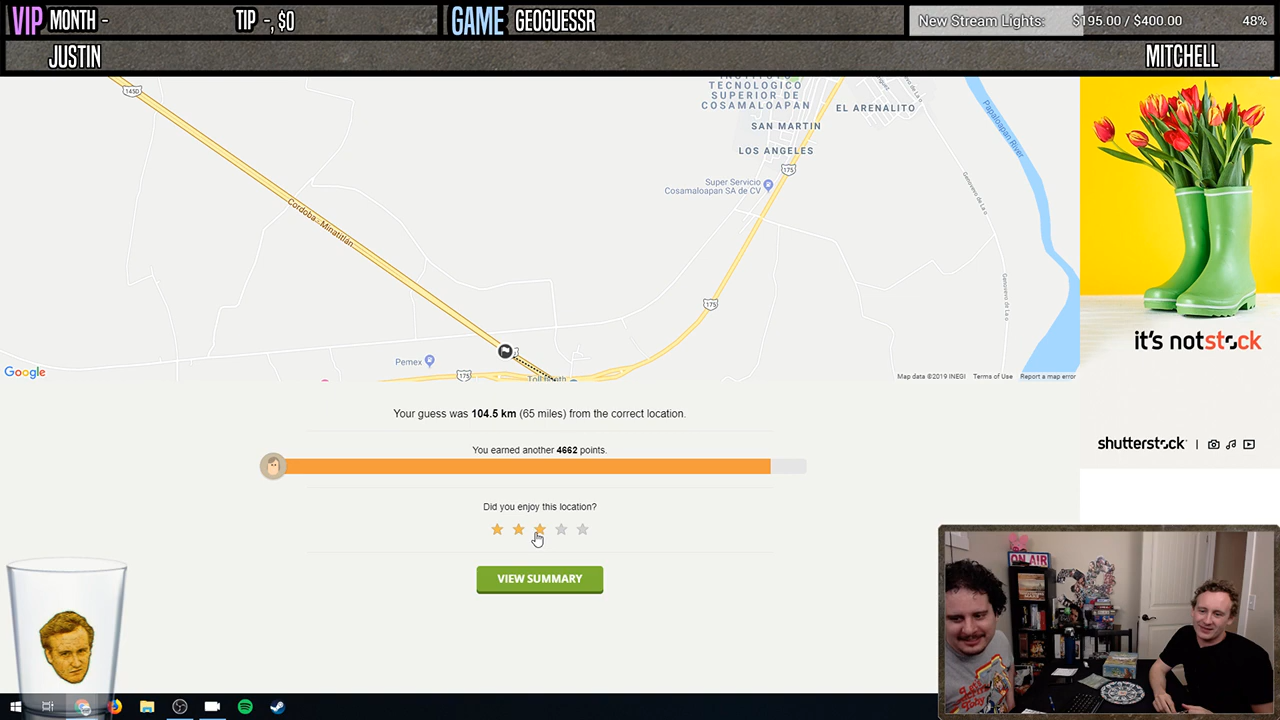 VIP MONTH -
TIP -, $0
GAME GEOGUESSR
New Stream Lights: $195.00 / $400.00 48%
JUSTIN
MITCHELL
145D
TECNOLOGICO
SUPERIOR DE
COSAMALOAPAN
EL ARENALITO
SAN MARTIN
LOS ANGELES
Papaloapan River
175
Super Servicio
Cosamaloapan SA de CV
Cordoba - Minatitlán
175
Pemex
175
Google
Map data ©2019 INEGI Terms of Use Report a map error
Your guess was 104.5 km (65 miles) from the correct location.
You earned another 4662 points.
Did you enjoy this location?
VIEW SUMMARY
it's notstock
shutterstock
ON AIR